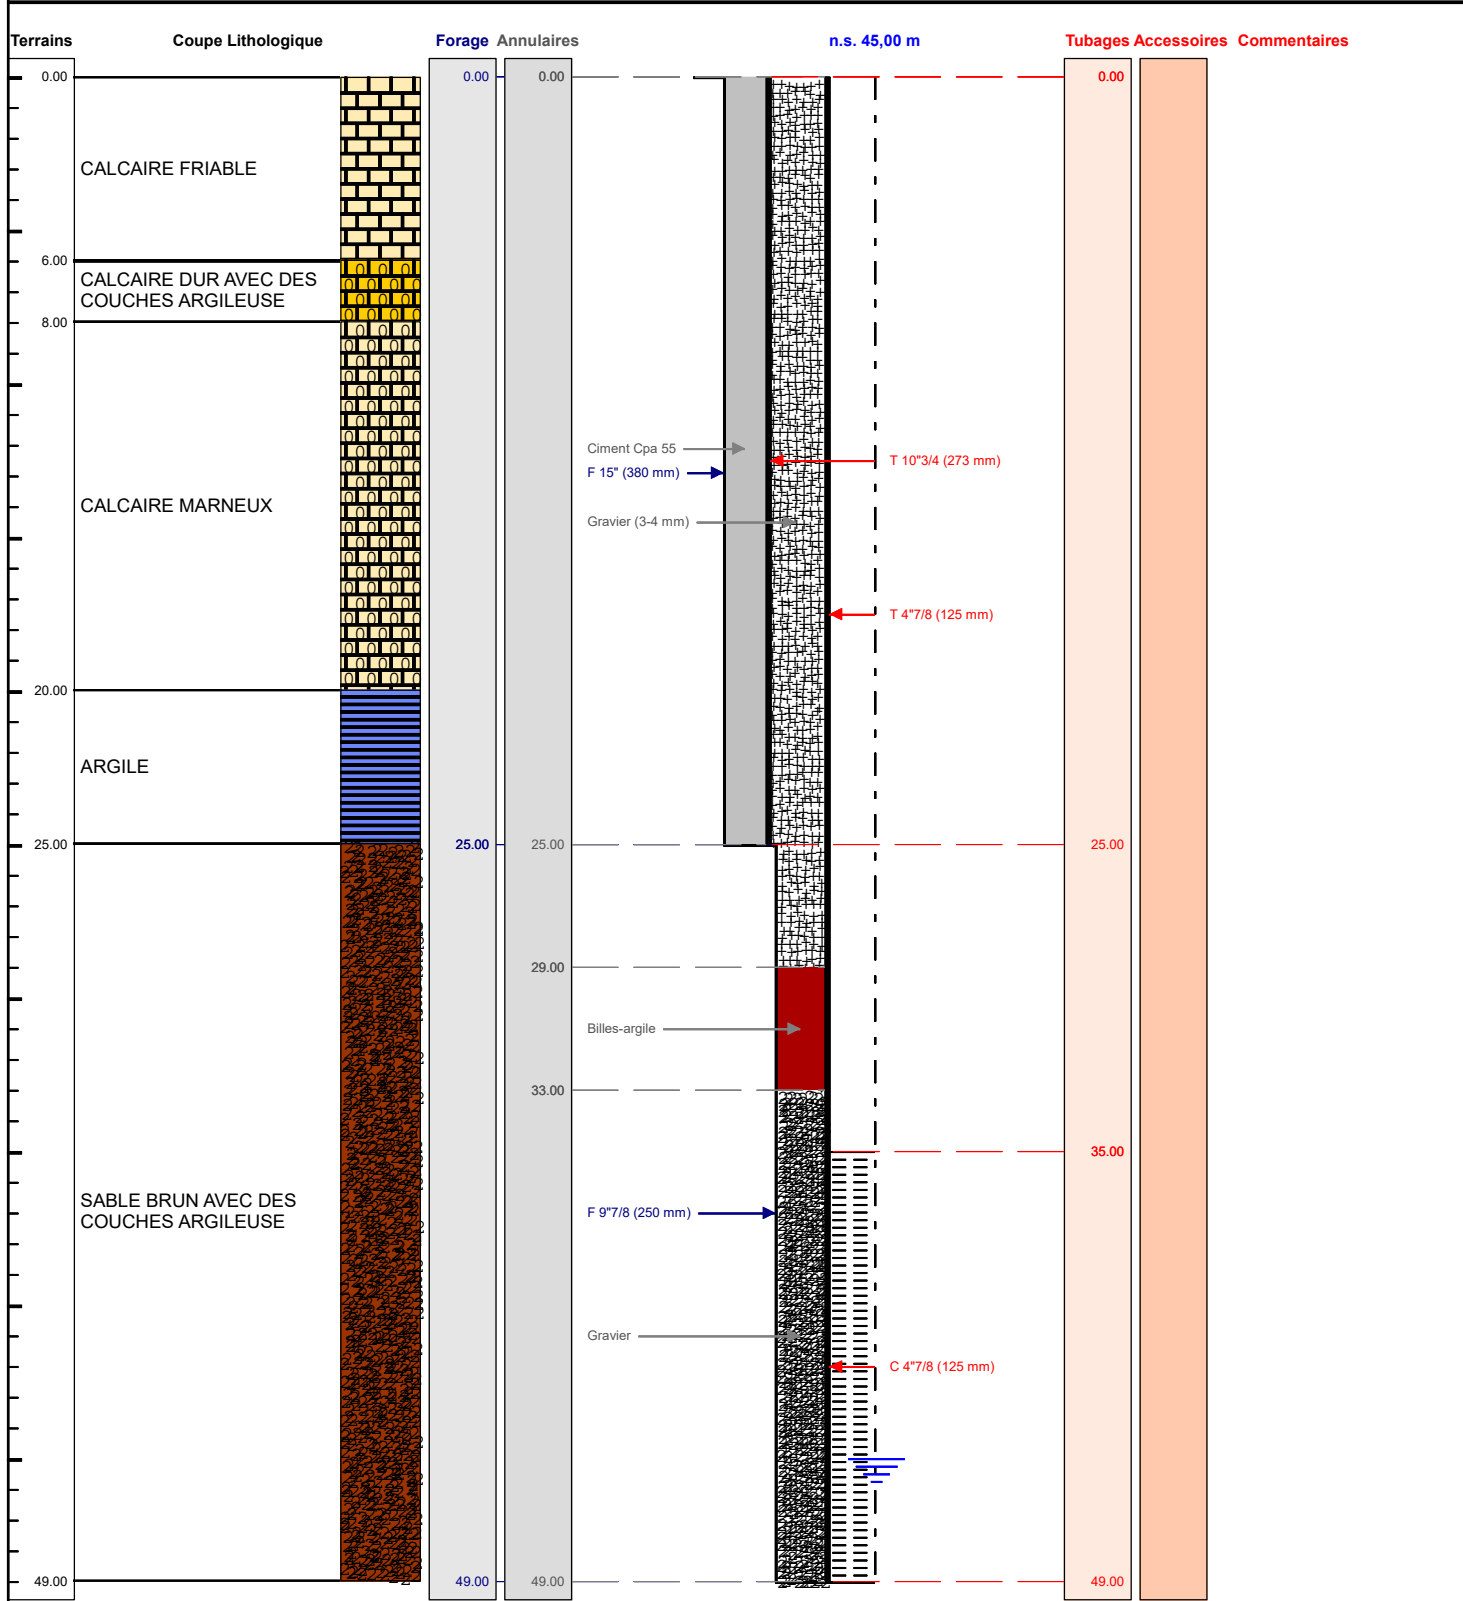 Terrains Coupe Lithologique Forage Annulaires n.s. 45,00 m Tubages Accessoires Commentaires
0.00 0.00 0.00 0.00
CALCAIRE FRIABLE
6.00
CALCAIRE DUR AVEC DES
COUCHES ARGILEUSE
8.00
Ciment Cpa 55
T 10"3/4 (273 mm)
F 15" (380 mm)
CALCAIRE MARNEUX
Gravier (3-4 mm)
T 4"7/8 (125 mm)
20.00
ARGILE
25.00 25.00 25.00 25.00
29.00
Billes-argile
33.00
35.00
SABLE BRUN AVEC DES
COUCHES ARGILEUSE
F 9"7/8 (250 mm)
Gravier
C 4"7/8 (125 mm)
49.00 49.00 49.00 49.00